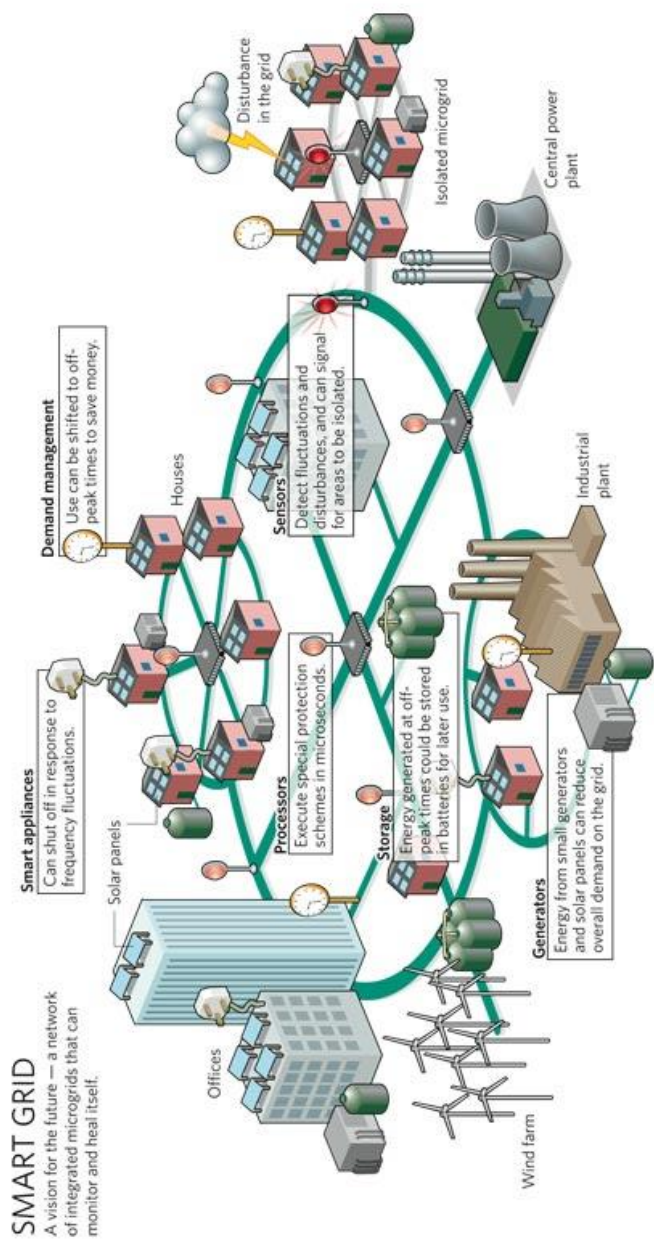 SMART GRID
A vision for the future — a network
of integrated microgrids that can
monitor and heal itself.
Smart appliances
Can shut off in response to
frequency fluctuations.
Demand management
Use can be shifted to off-
peak times to save money.
Solar panels
Houses
Disturbance
in the grid
Offices
Processors
Execute special protection
schemes in microseconds.
Sensors
Detect fluctuations and
disturbances, and can signal
for areas to be isolated.
Isolated microgrid
Storage
Energy generated at off-
peak times could be stored
in batteries for later use.
Central power
plant
Wind farm
Generators
Energy from small generators
and solar panels can reduce
overall demand on the grid.
Industrial
plant